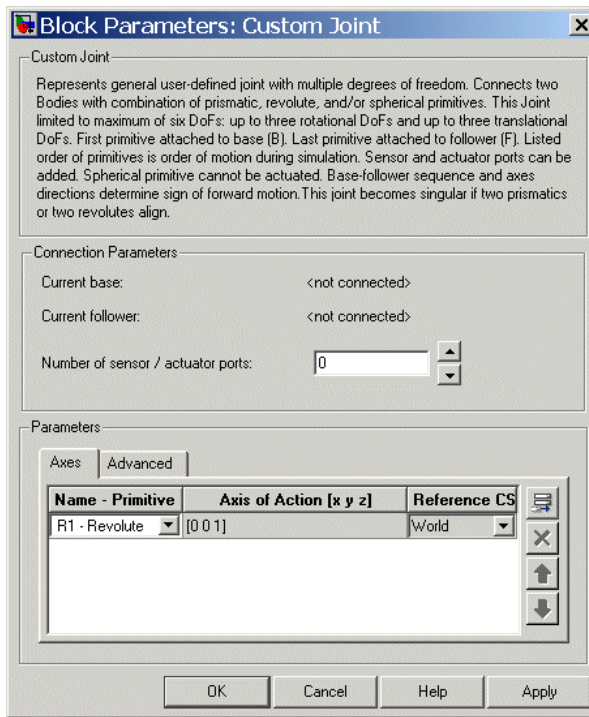 Block Parameters: Custom Joint
Custom Joint
Represents general user-defined joint with multiple degrees of freedom. Connects two
Bodies with combination of prismatic, revolute, and/or spherical primitives. This Joint
limited to maximum of six DoFs: up to three rotational DoFs and up to three translational
DoFs. First primitive attached to base (B). Last primitive attached to follower (F). Listed
order of primitives is order of motion during simulation. Sensor and actuator ports can be
added. Spherical primitive cannot be actuated. Base-follower sequence and axes
directions determine sign of forward motion.This joint becomes singular if two prismatics
or two revolutes align.
Connection Parameters
Current base: <not connected>
Current follower: <not connected>
Number of sensor / actuator ports: 0
Parameters
Axes Advanced
Name - Primitive Axis of Action [x y z] Reference CS
R1 - Revolute [0 0 1] World
OK Cancel Help Apply